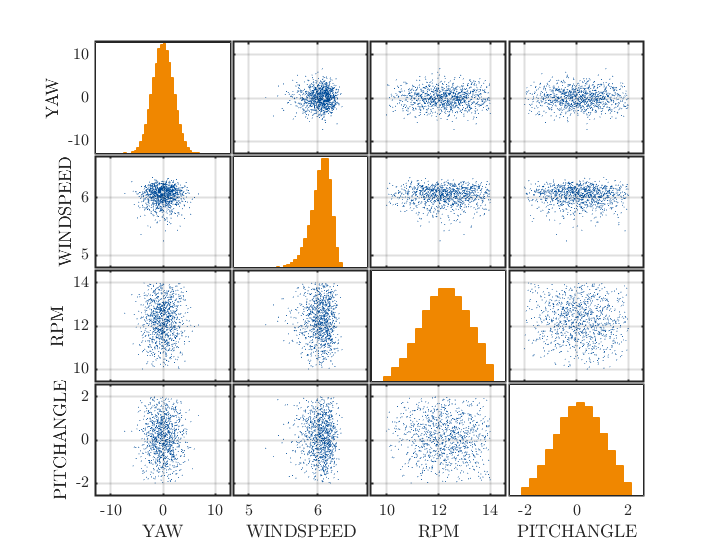 YAW
10
0
-10
WINDSPEED
6
5
RPM
14
12
10
PITCHANGLE
2
0
-2
-10 0 10 5 6 10 12 14 -2 0 2
YAW WINDSPEED RPM PITCHANGLE